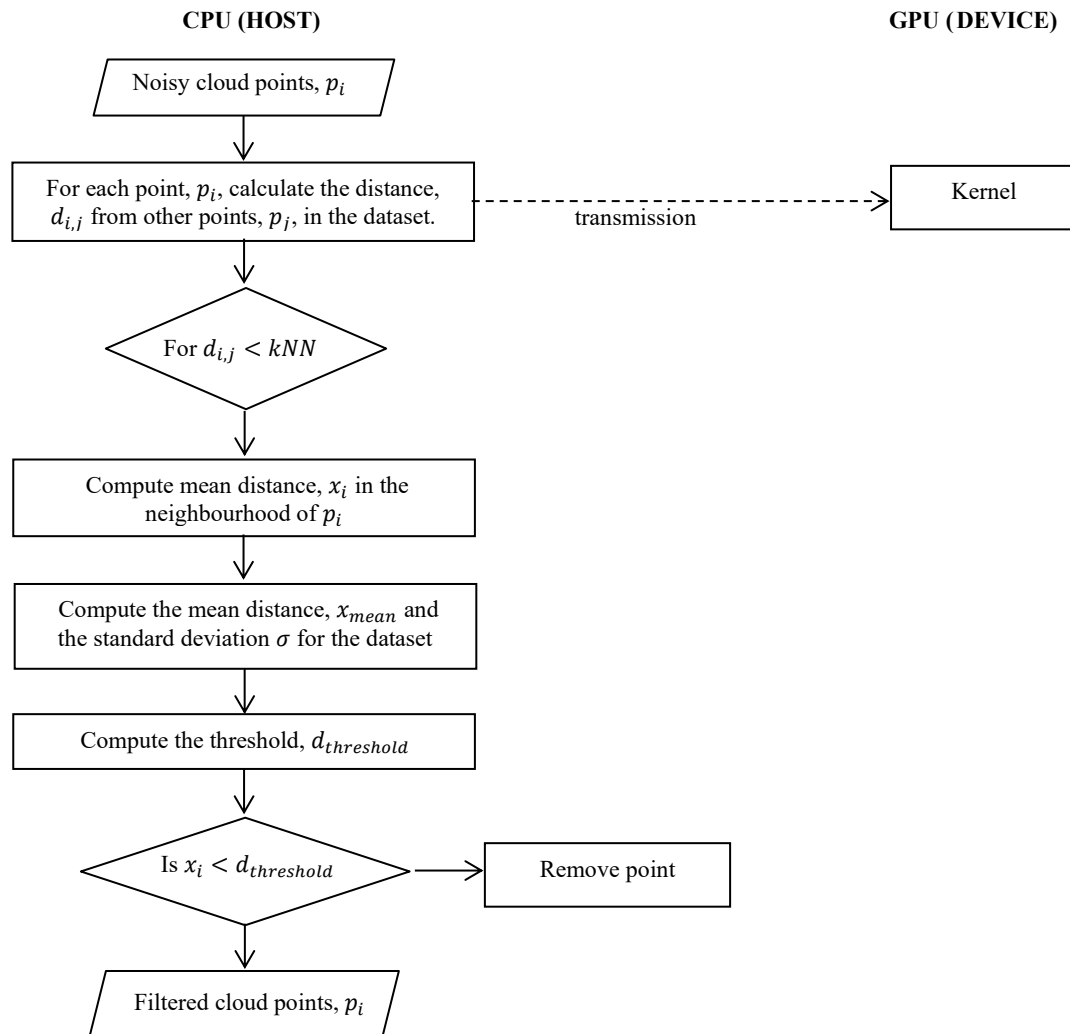 CPU (HOST)
GPU (DEVICE)
Noisy cloud points, p_i
For each point, p_i, calculate the distance,
d_{i,j} from other points, p_j, in the dataset.
transmission
Kernel
For d_{i,j} < kNN
Compute mean distance, x_i in the
neighbourhood of p_i
Compute the mean distance, x_{mean} and
the standard deviation σ for the dataset
Compute the threshold, d_{threshold}
Is x_i < d_{threshold}
Remove point
Filtered cloud points, p_i